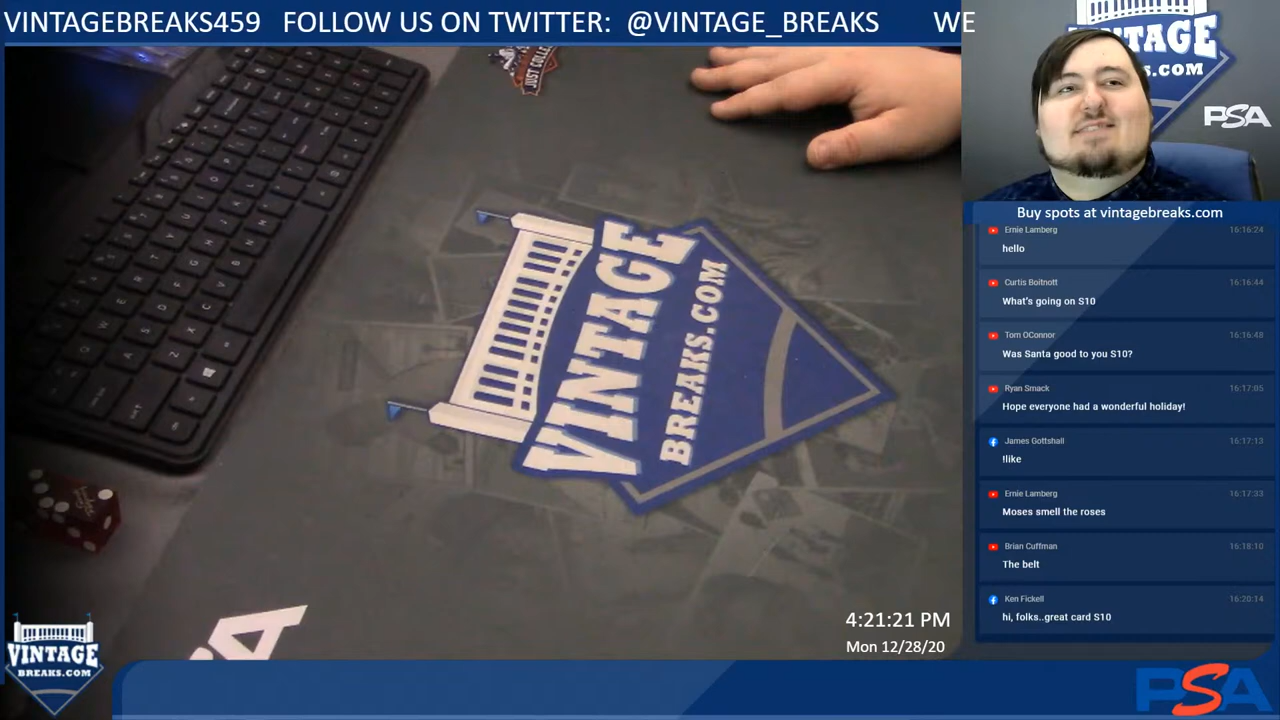 VINTAGEBREAKS459 FOLLOW US ON TWITTER: @VINTAGE_BREAKS WE
VINTAGE
.COM
PSA
JUST COLLE
VINTAGE
BREAKS.COM
Buy spots at vintagebreaks.com
Ernie Lamberg 16:16:24
hello
Curtis Boitnott 16:16:44
What's going on S10
Tom OConnor 16:16:48
Was Santa good to you S10?
Ryan Smack 16:17:05
Hope everyone had a wonderful holiday!
James Gottshall 16:17:13
!like
Ernie Lamberg 16:17:33
Moses smell the roses
Brian Cuffman 16:18:10
The belt
Ken Fickell 16:20:14
hi, folks..great card S10
4:21:21 PM
Mon 12/28/20
VINTAGE
BREAKS.COM
PSA